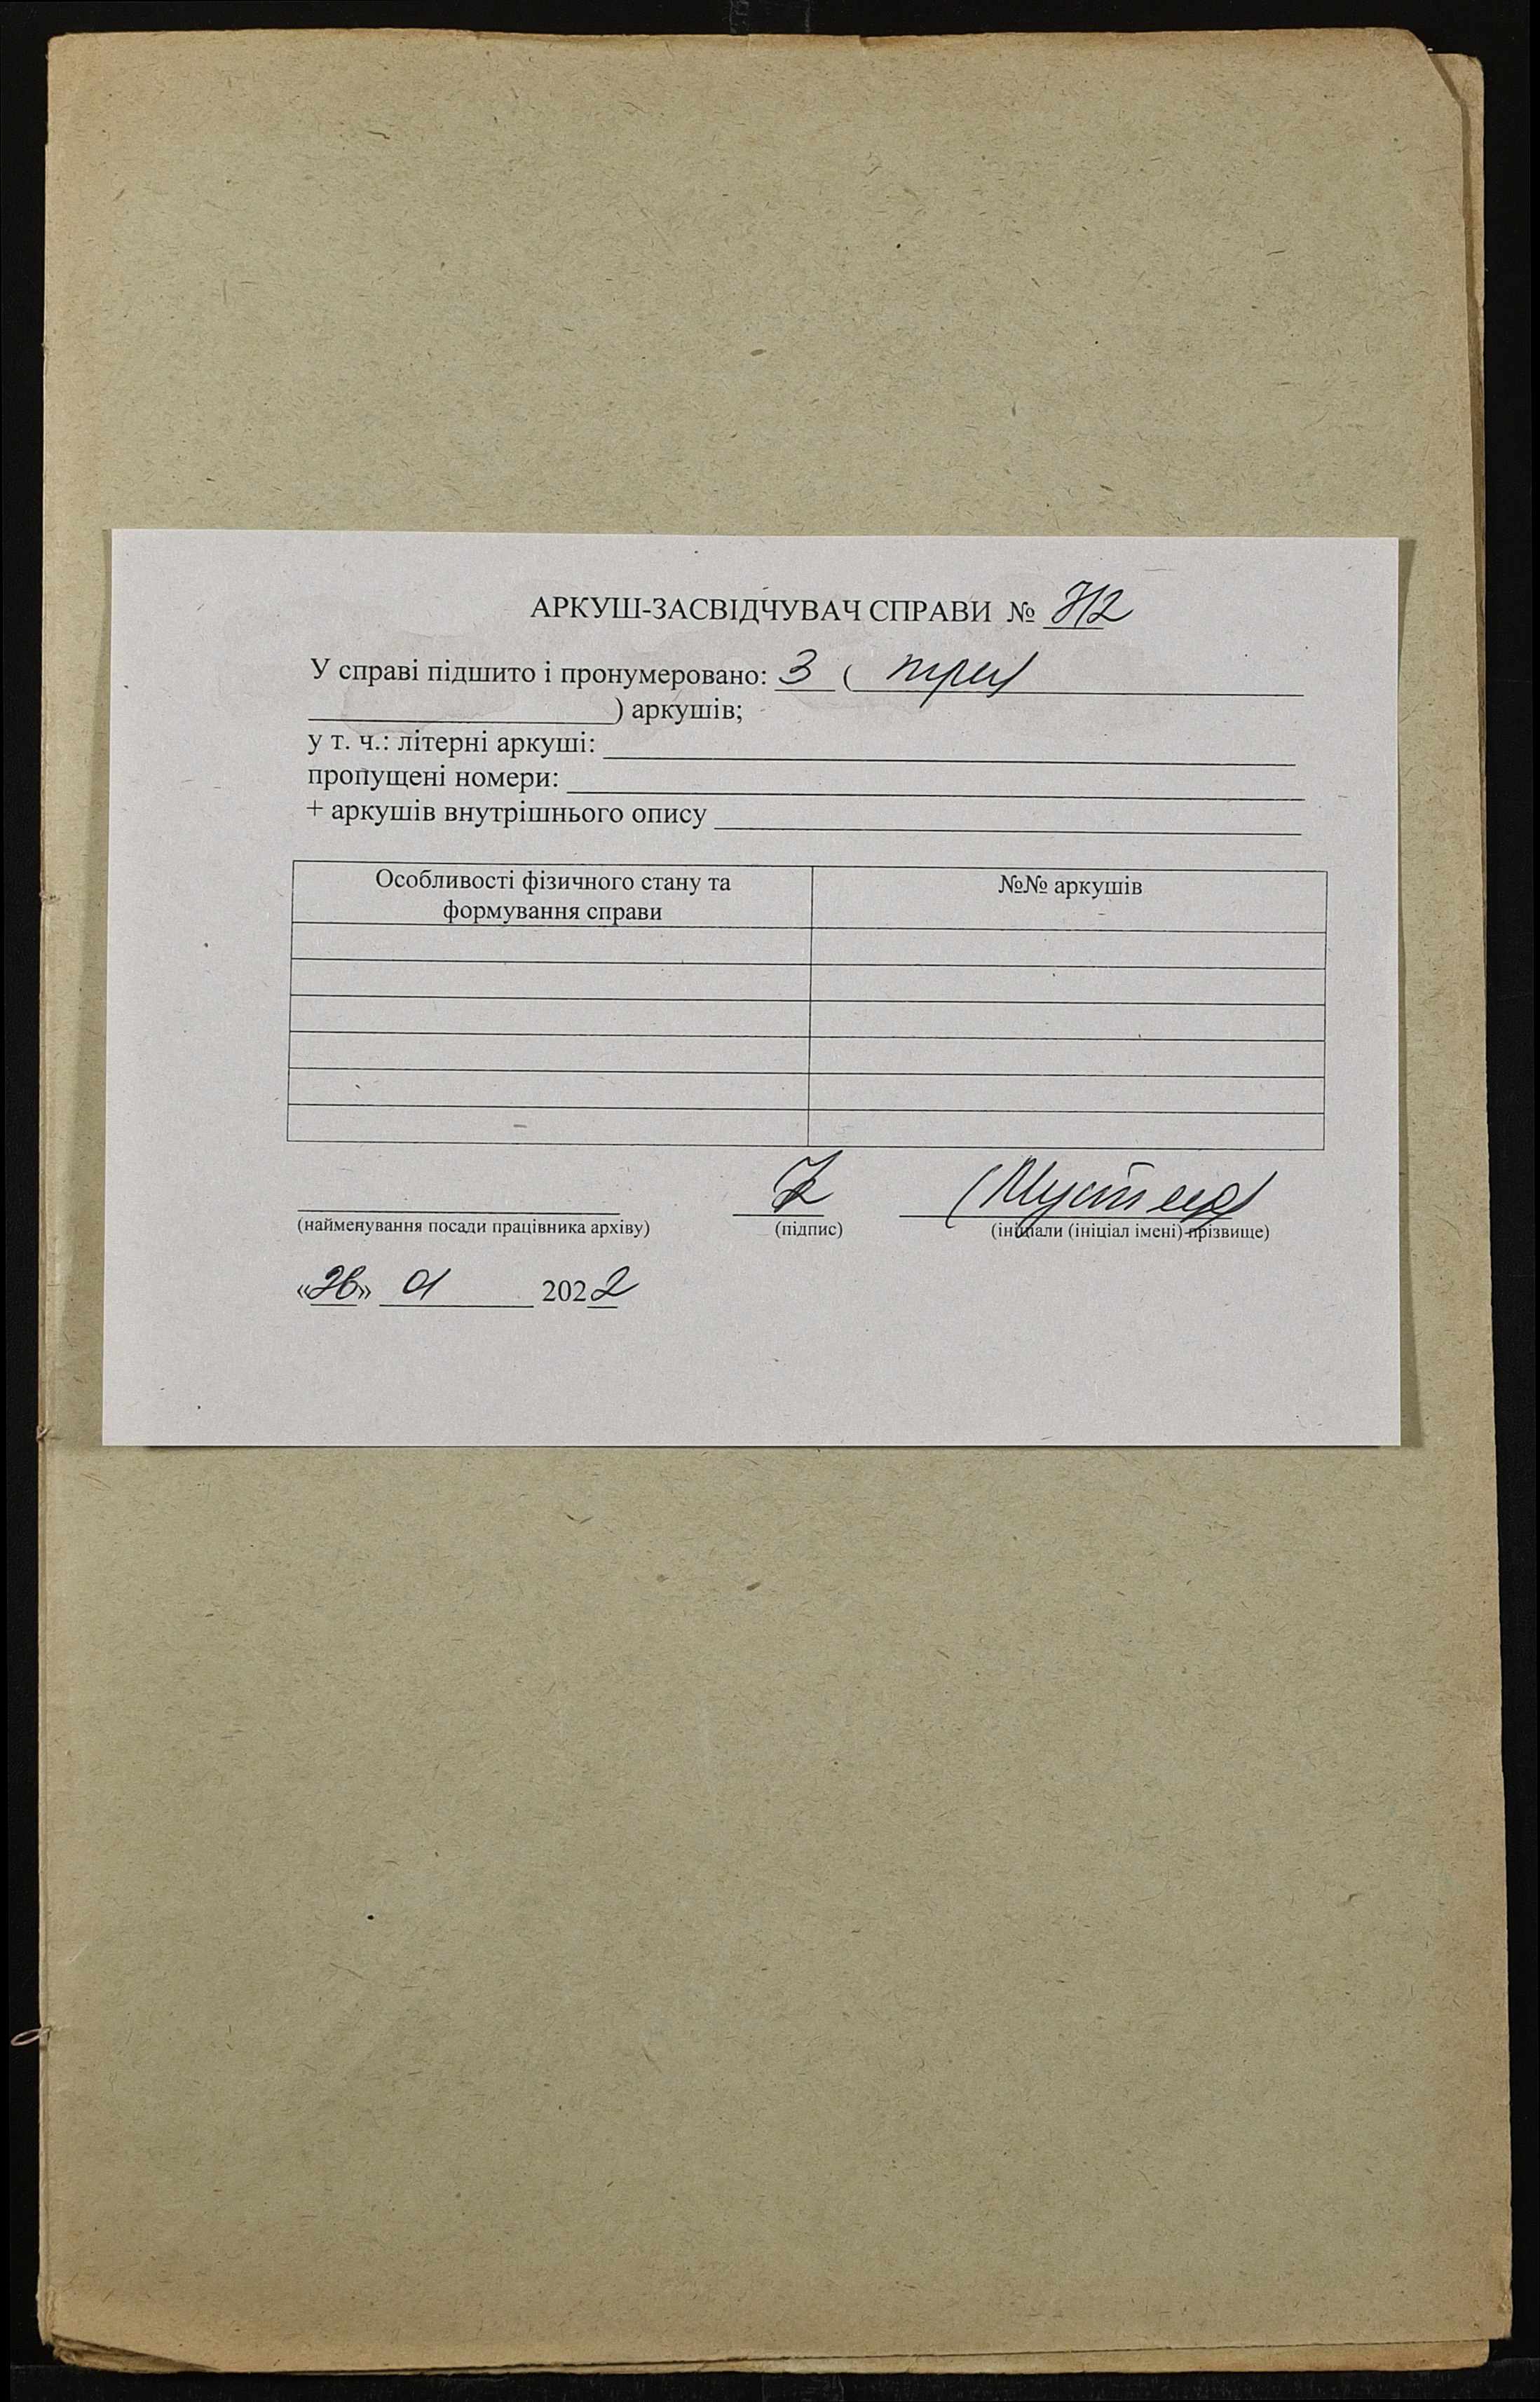 АРКУШ-ЗАСВІДЧУВАЧ СПРАВИ № 712
У справі підшито і пронумеровано: 3 ( три
) аркушів;
у т. ч.: літерні аркуші:
пропущені номери:
+ аркушів внутрішнього опису
Особливості фізичного стану та формування справи
№№ аркушів
(найменування посади працівника архіву)
(підпис)
(ініціали (ініціал імені) прізвище)
«26» 01 2022